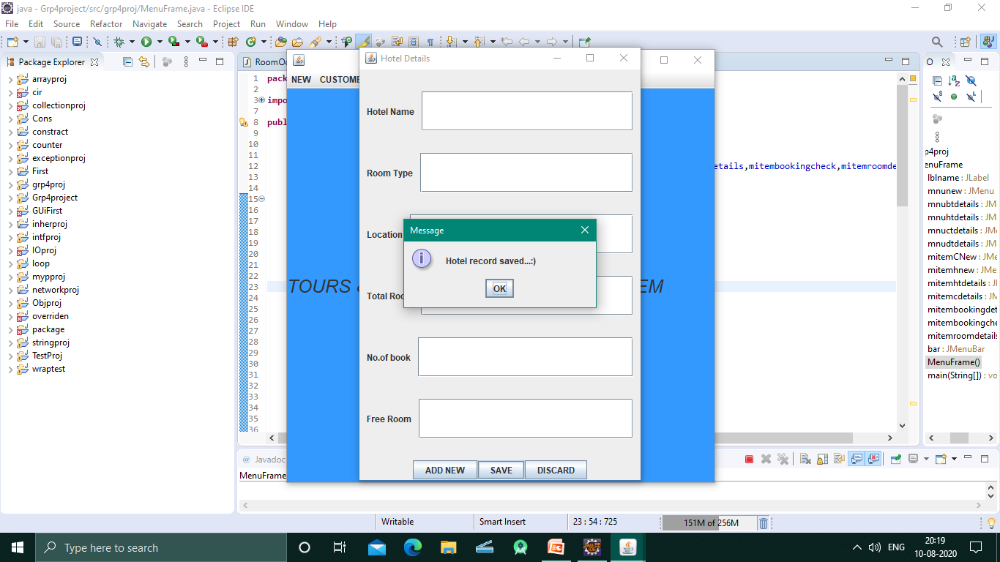 java - Grp4project/src/grp4proj/MenuFrame.java - Eclipse IDE
File Edit Source Refactor Navigate Search Project Run Window Help
Package Explorer
arrayproj
cir
collectionproj
Cons
constract
counter
exceptionproj
First
grp4proj
Grp4project
GUiFirst
inherproj
intfproj
IOproj
loop
mypproj
networkproj
Objproj
overriden
package
stringproj
TestProj
wraptest
RoomOc
1 pack
2
3 impo
7
8 publ
9
10
11
12 etails,mitembookingcheck,mitemroomde
13
14
15
16
17
18
19
20
21
22
23
24
25
26
27
28
29
30
31
32
33
34
35
36
NEW CUSTOME
TOURS
EM
Hotel Details
Hotel Name
Room Type
Location
Total Roo
No.of book
Free Room
ADD NEW SAVE DISCARD
Message
Hotel record saved...:)
OK
O
p4proj
enuFrame
lblname : JLabel
mnunew : JMenu
mnubtdetails : JM
mnuhtdetails : JM
mnuctdetails : JM
mnudtdetails : JM
mitemCNew : JMe
mitemhnew : JMe
mitemhtdetails : J
mitemcdetails : JM
mitembookingdet
mitembookingche
mitemroomdetails
bar : JMenuBar
MenuFrame()
main(String[]) : vo
@ Javadoc
MenuFrame
Writable Smart Insert 23 : 54 : 725 151M of 256M
Type here to search
ENG
20:19
10-08-2020